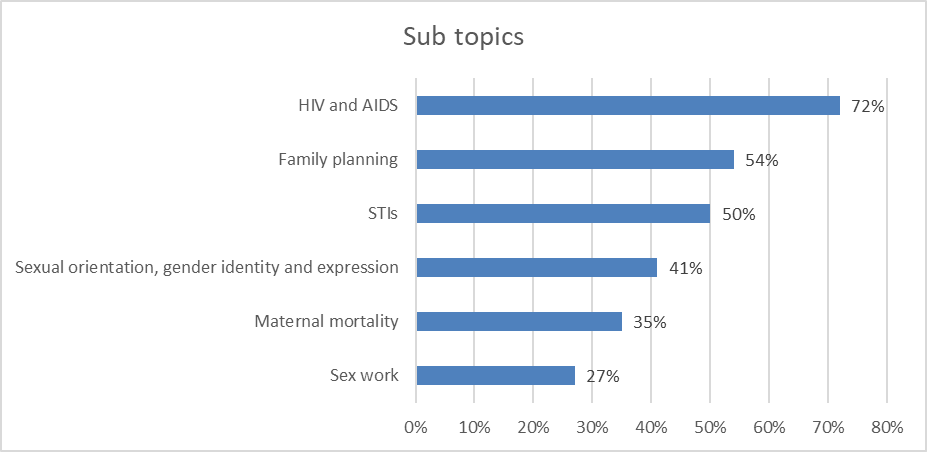 Sub topics
HIV and AIDS 72%
Family planning 54%
STIs 50%
Sexual orientation, gender identity and expression 41%
Maternal mortality 35%
Sex work 27%
0% 10% 20% 30% 40% 50% 60% 70% 80%